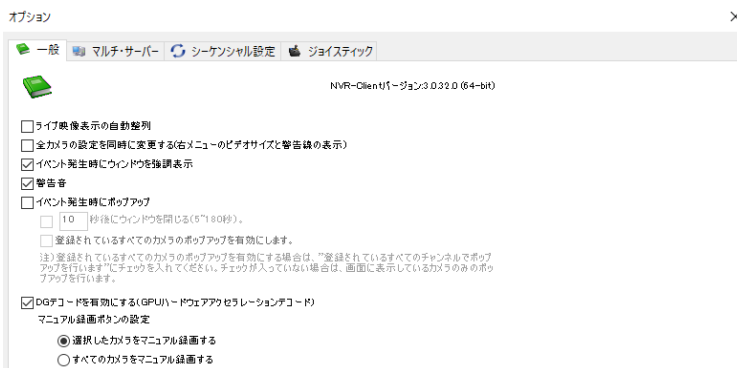 オプション
一般 マルチ・サーバー シーケンシャル設定 ジョイスティック
NVR-Clientバージョン:3.0.32.0 (64-bit)
ライブ映像表示の自動整列
全カメラの設定を同時に変更する(右メニューのビデオサイズと警告線の表示)
イベント発生時にウィンドウを強調表示
警告音
イベント発生時にポップアップ
10 秒後にウィンドウを閉じる(5~180秒)。
登録されているすべてのカメラのポップアップを有効にします。
注)登録されているすべてのカメラのポップアップを有効にする場合は、"登録されているすべてのチャンネルでポップ
アップを行います"にチェックを入れてください。チェックが入っていない場合は、画面に表示しているカメラのみのポッ
プアップを行います。
DGデコードを有効にする(GPUハードウェアアクセラレーションデコード)
マニュアル録画ボタンの設定
選択したカメラをマニュアル録画する
すべてのカメラをマニュアル録画する